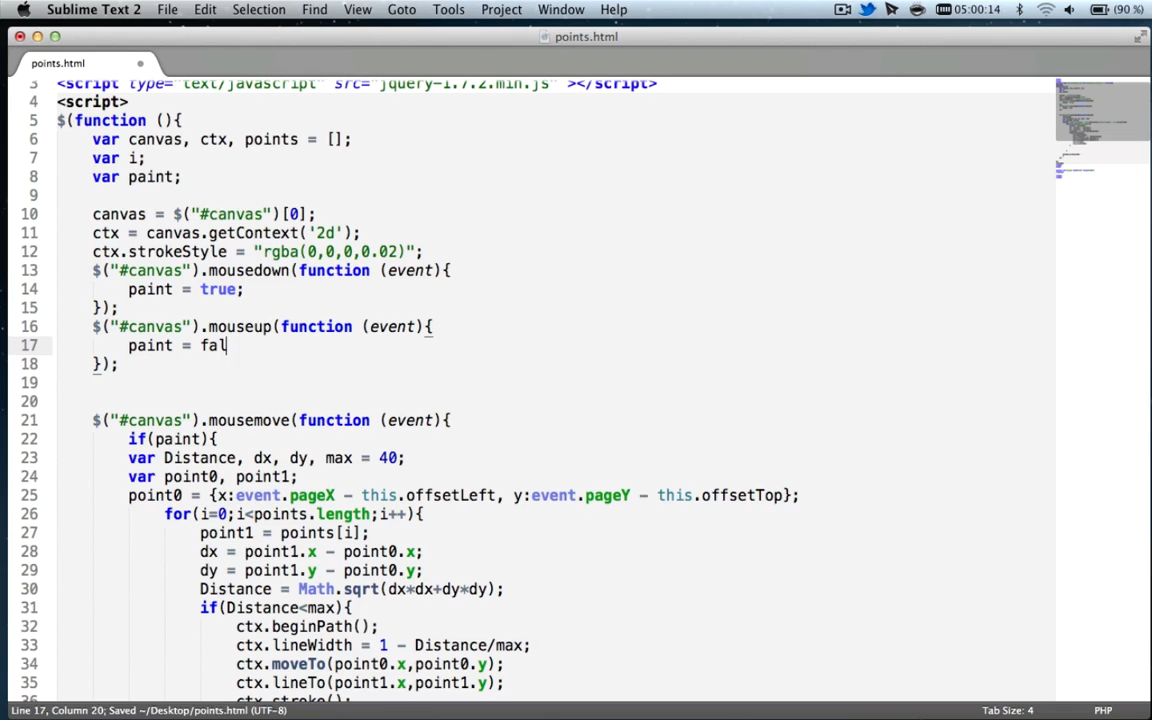 Sublime Text 2 File Edit Selection Find View Goto Tools Project Window Help 05:00:14 (90 %)
points.html
points.html
3 <script type="text/javascript" src="jquery-1.7.2.min.js" ></script>
4 <script>
5 $(function (){
6 var canvas, ctx, points = [];
7 var i;
8 var paint;
9
10 canvas = $("#canvas")[0];
11 ctx = canvas.getContext('2d');
12 ctx.strokeStyle = "rgba(0,0,0,0.02)";
13 $("#canvas").mousedown(function (event){
14 paint = true;
15 });
16 $("#canvas").mouseup(function (event){
17 paint = fal
18 });
19
20
21 $("#canvas").mousemove(function (event){
22 if(paint){
23 var Distance, dx, dy, max = 40;
24 var point0, point1;
25 point0 = {x:event.pageX - this.offsetLeft, y:event.pageY - this.offsetTop};
26 for(i=0;i<points.length;i++){
27 point1 = points[i];
28 dx = point1.x - point0.x;
29 dy = point1.y - point0.y;
30 Distance = Math.sqrt(dx*dx+dy*dy);
31 if(Distance<max){
32 ctx.beginPath();
33 ctx.lineWidth = 1 - Distance/max;
34 ctx.moveTo(point0.x,point0.y);
35 ctx.lineTo(point1.x,point1.y);
36 ctx.stroke();
Line 17, Column 20; Saved ~/Desktop/points.html (UTF-8) Tab Size: 4 PHP